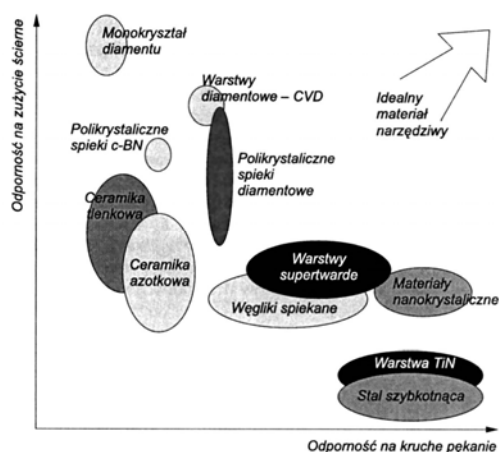 Odporność na zużycie ścierne
Monokryształ
diamentu
Warstwy
diamentowe – CVD
Idealny
materiał
narzędziwy
Polikrystaliczne
spieki c-BN
Polikrystaliczne
spieki
diamentowe
Ceramika
tlenkowa
Ceramika
azotkowa
Warstwy
supertwarde
Węgliki spiekane
Materiały
nanokrystaliczne
Warstwa TiN
Stal szybkotnąca
Odporność na kruche pękanie